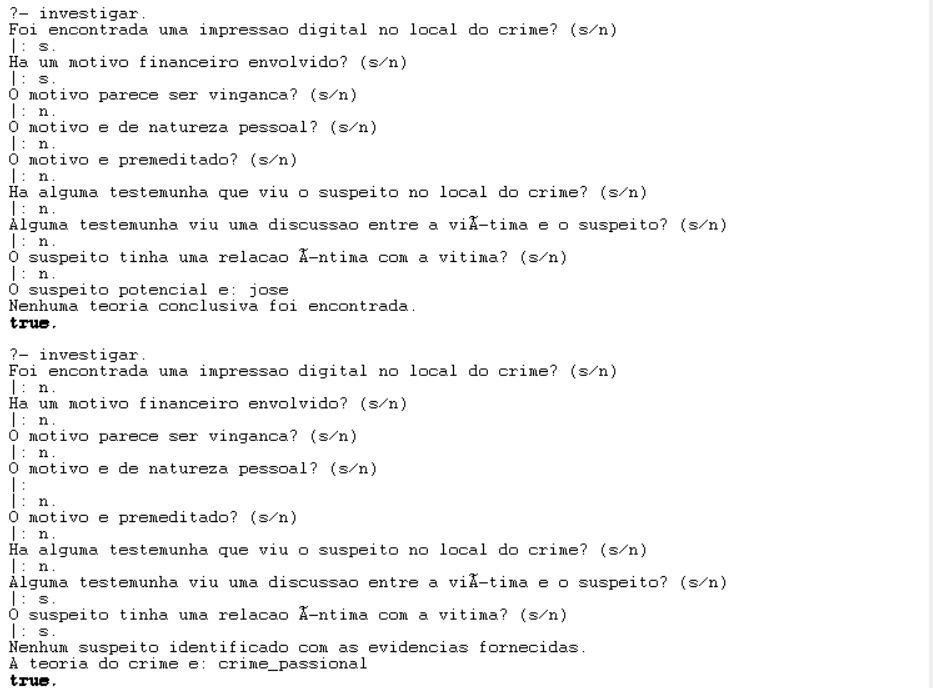 ?- investigar.
Foi encontrada uma impressao digital no local do crime? (s/n)
|: s.
Ha um motivo financeiro envolvido? (s/n)
|: s.
O motivo parece ser vinganca? (s/n)
|: n.
O motivo e de natureza pessoal? (s/n)
|: n.
O motivo e premeditado? (s/n)
|: n.
Ha alguma testemunha que viu o suspeito no local do crime? (s/n)
|: n.
Alguma testemunha viu uma discussao entre a viÃ-tima e o suspeito? (s/n)
|: n.
O suspeito tinha uma relacao Ã-ntima com a vitima? (s/n)
|: n.
O suspeito potencial e: jose
Nenhuma teoria conclusiva foi encontrada.
true.
?- investigar.
Foi encontrada uma impressao digital no local do crime? (s/n)
|: n.
Ha um motivo financeiro envolvido? (s/n)
|: n.
O motivo parece ser vinganca? (s/n)
|: n.
O motivo e de natureza pessoal? (s/n)
|:
|: n.
O motivo e premeditado? (s/n)
|: n.
Ha alguma testemunha que viu o suspeito no local do crime? (s/n)
|: n.
Alguma testemunha viu uma discussao entre a viÃ-tima e o suspeito? (s/n)
|: s.
O suspeito tinha uma relacao Ã-ntima com a vitima? (s/n)
|: s.
Nenhum suspeito identificado com as evidencias fornecidas.
A teoria do crime e: crime_passional
true.